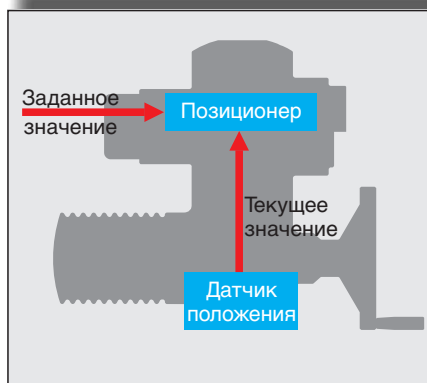 Заданное
значение
Позиционер
Текущее
значение
Датчик
положения